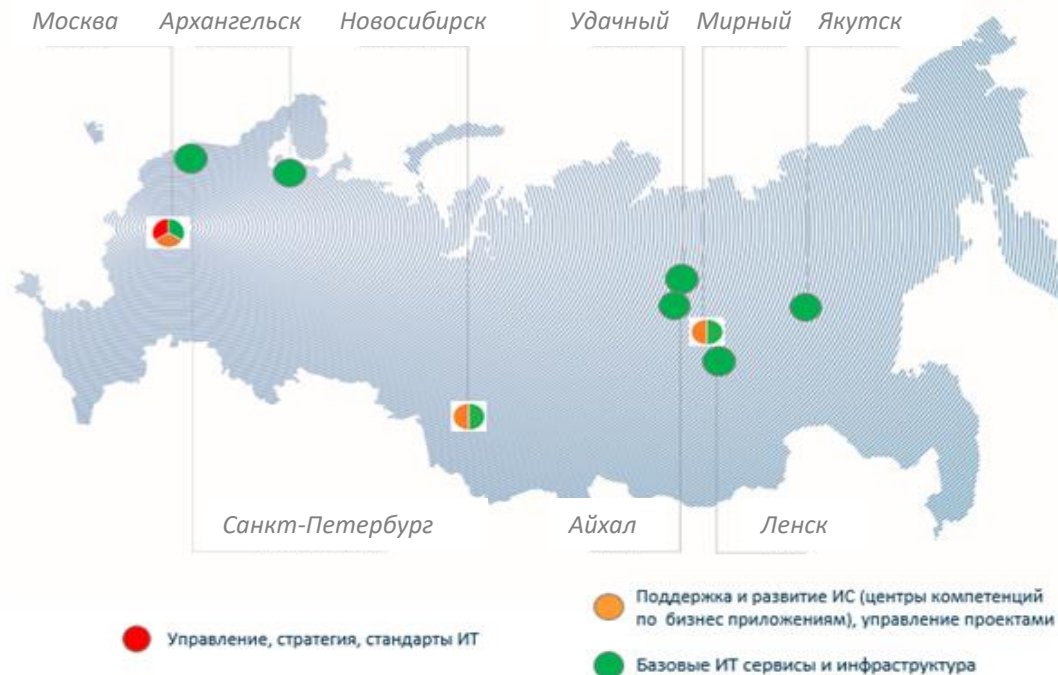 Москва
Архангельск
Новосибирск
Удачный
Мирный
Якутск
Санкт-Петербург
Айхал
Ленск
Управление, стратегия, стандарты ИТ
Поддержка и развитие ИС (центры компетенций
по бизнес приложениям), управление проектами
Базовые ИТ сервисы и инфраструктура